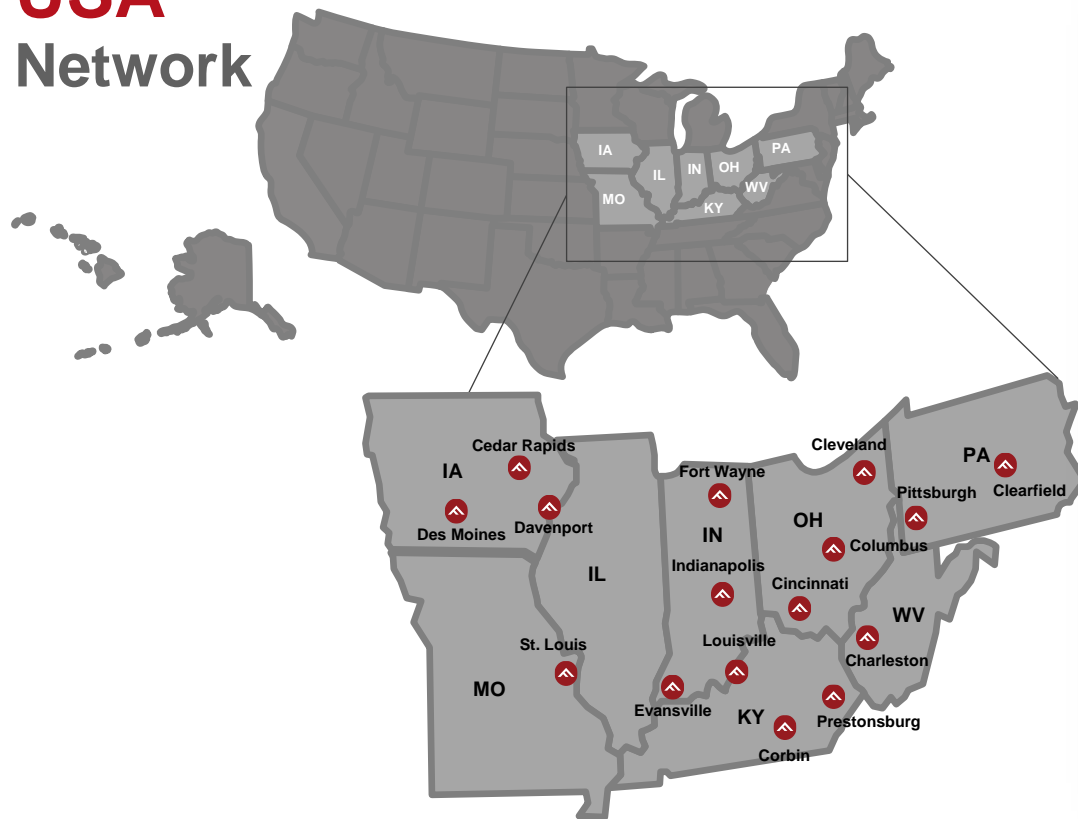 USA
Network
IA
IL
IN
OH
PA
MO
KY
WV
Cedar Rapids
IA
Des Moines
Davenport
IL
Fort Wayne
IN
Indianapolis
Cleveland
OH
Columbus
Cincinnati
PA
Clearfield
Pittsburgh
WV
Charleston
St. Louis
MO
Louisville
Evansville
KY
Prestonsburg
Corbin